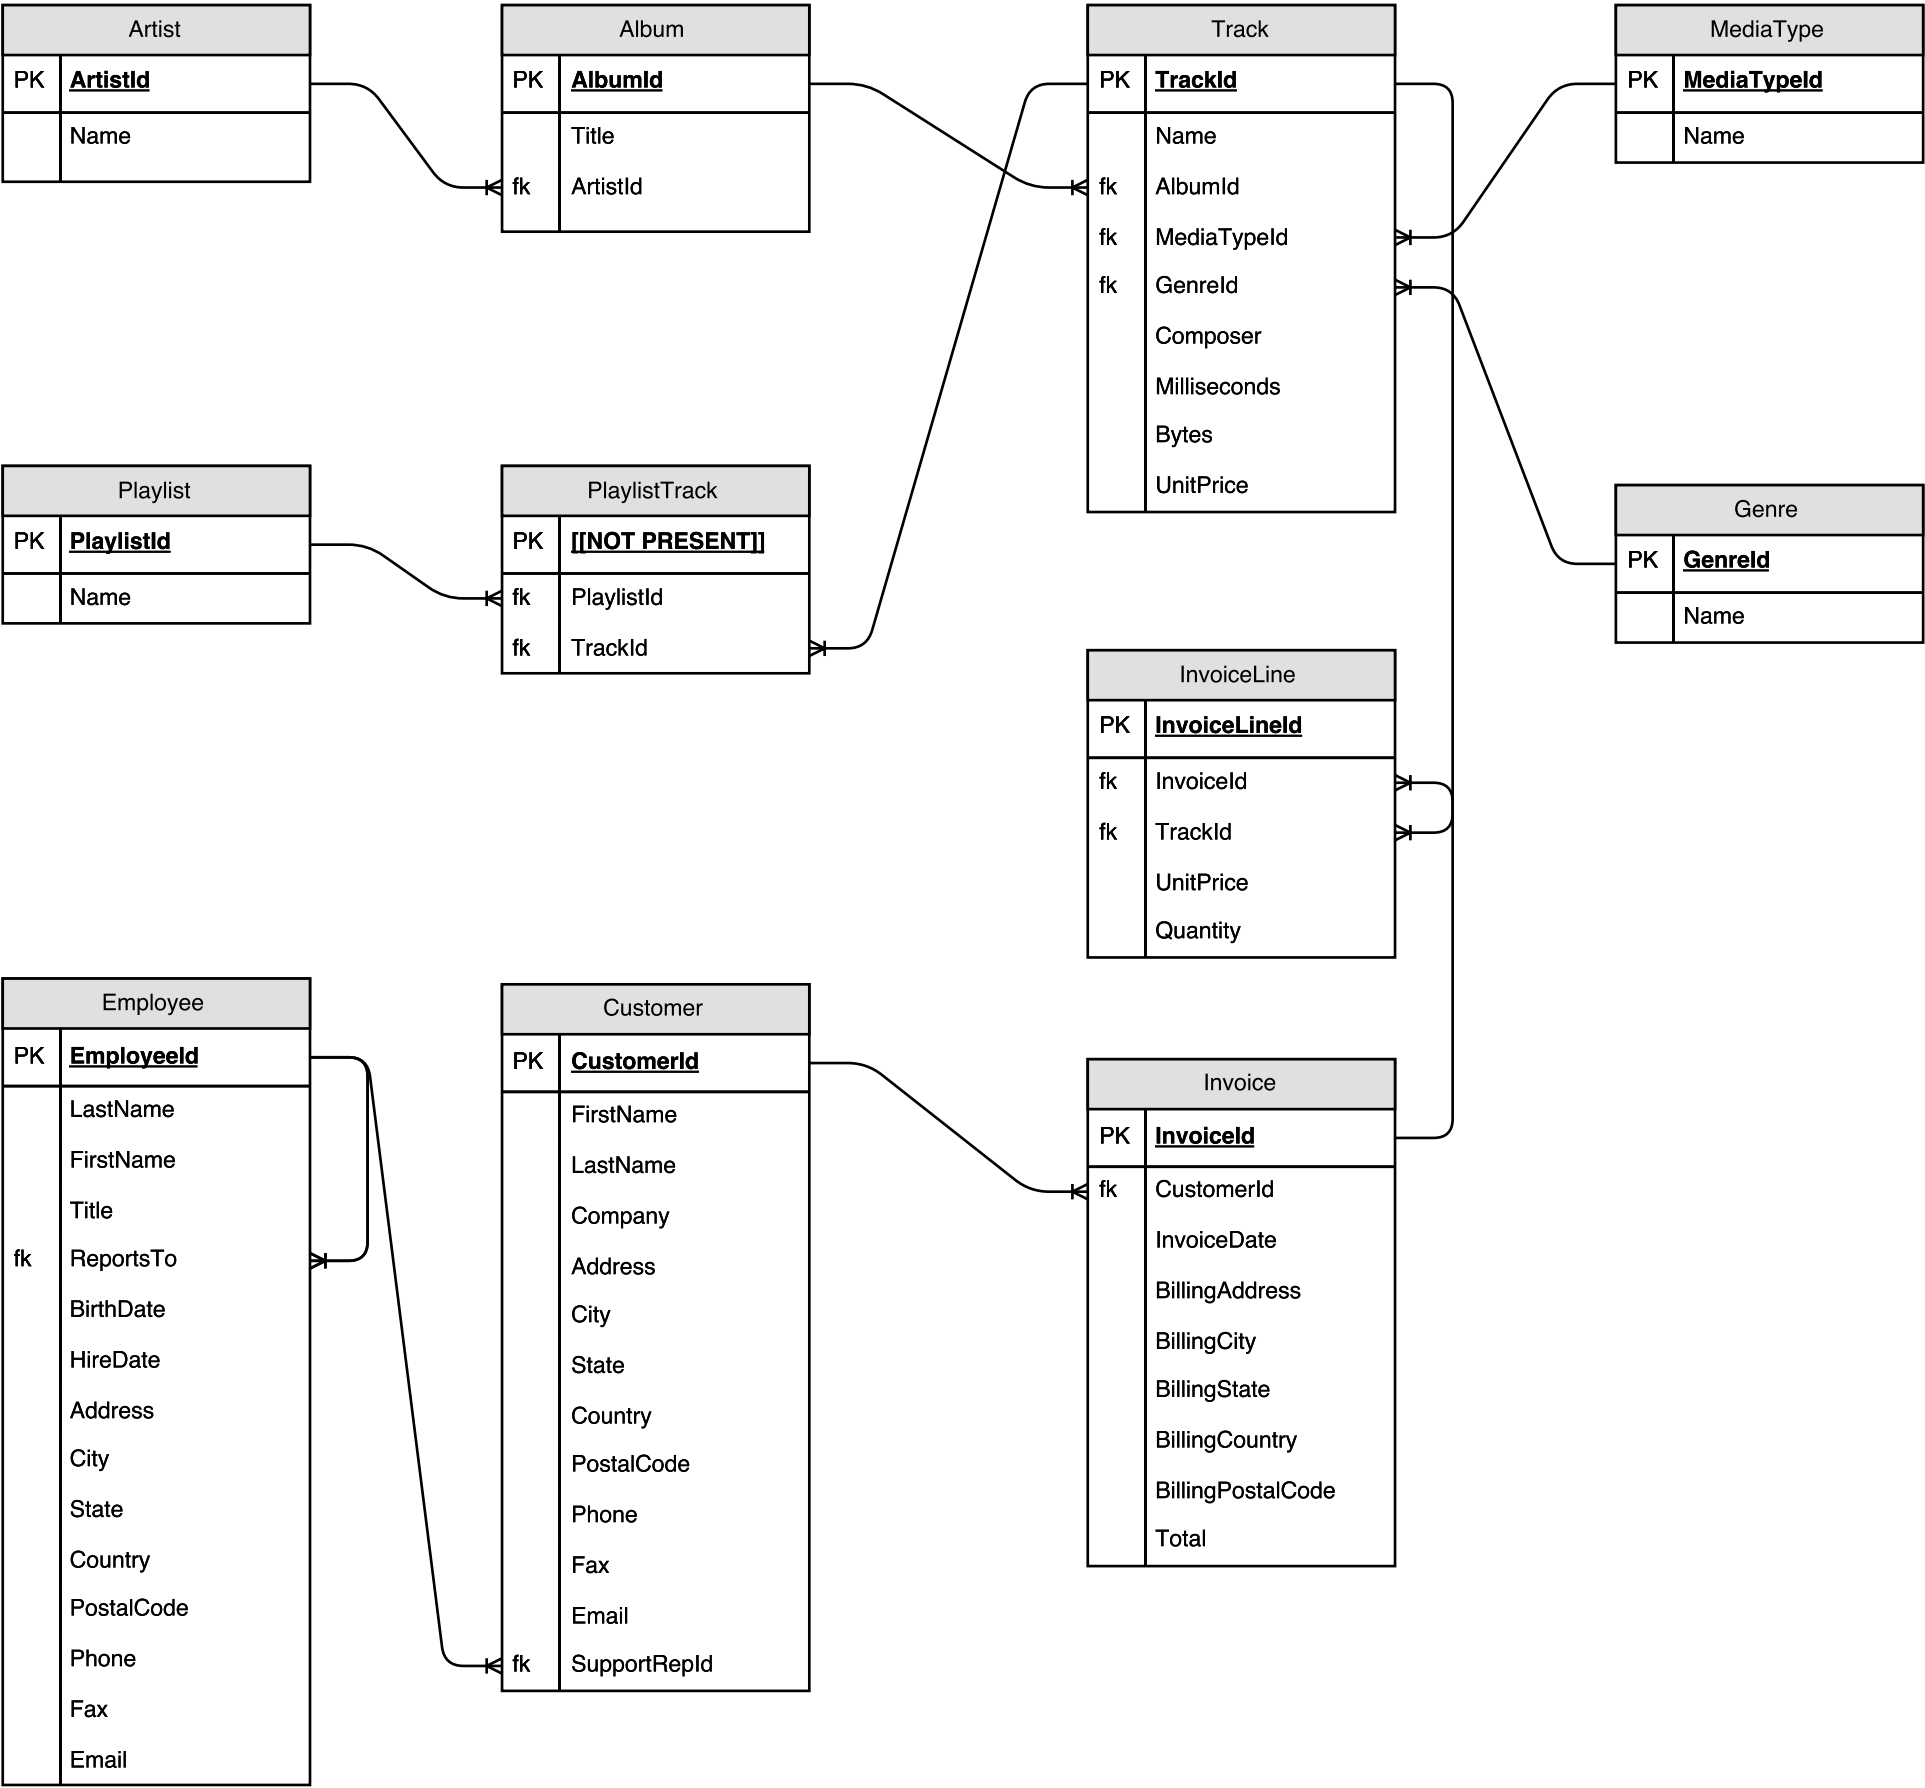 Artist
PK ArtistId
Name
Album
PK AlbumId
Title
fk ArtistId
Track
PK TrackId
Name
fk AlbumId
fk MediaTypeId
fk GenreId
Composer
Milliseconds
Bytes
UnitPrice
MediaType
PK MediaTypeId
Name
Playlist
PK PlaylistId
Name
PlaylistTrack
PK [[NOT PRESENT]]
fk PlaylistId
fk TrackId
Genre
PK GenreId
Name
InvoiceLine
PK InvoiceLineId
fk InvoiceId
fk TrackId
UnitPrice
Quantity
Employee
PK EmployeeId
LastName
FirstName
Title
fk ReportsTo
BirthDate
HireDate
Address
City
State
Country
PostalCode
Phone
Fax
Email
Customer
PK CustomerId
FirstName
LastName
Company
Address
City
State
Country
PostalCode
Phone
Fax
Email
fk SupportRepId
Invoice
PK InvoiceId
fk CustomerId
InvoiceDate
BillingAddress
BillingCity
BillingState
BillingCountry
BillingPostalCode
Total